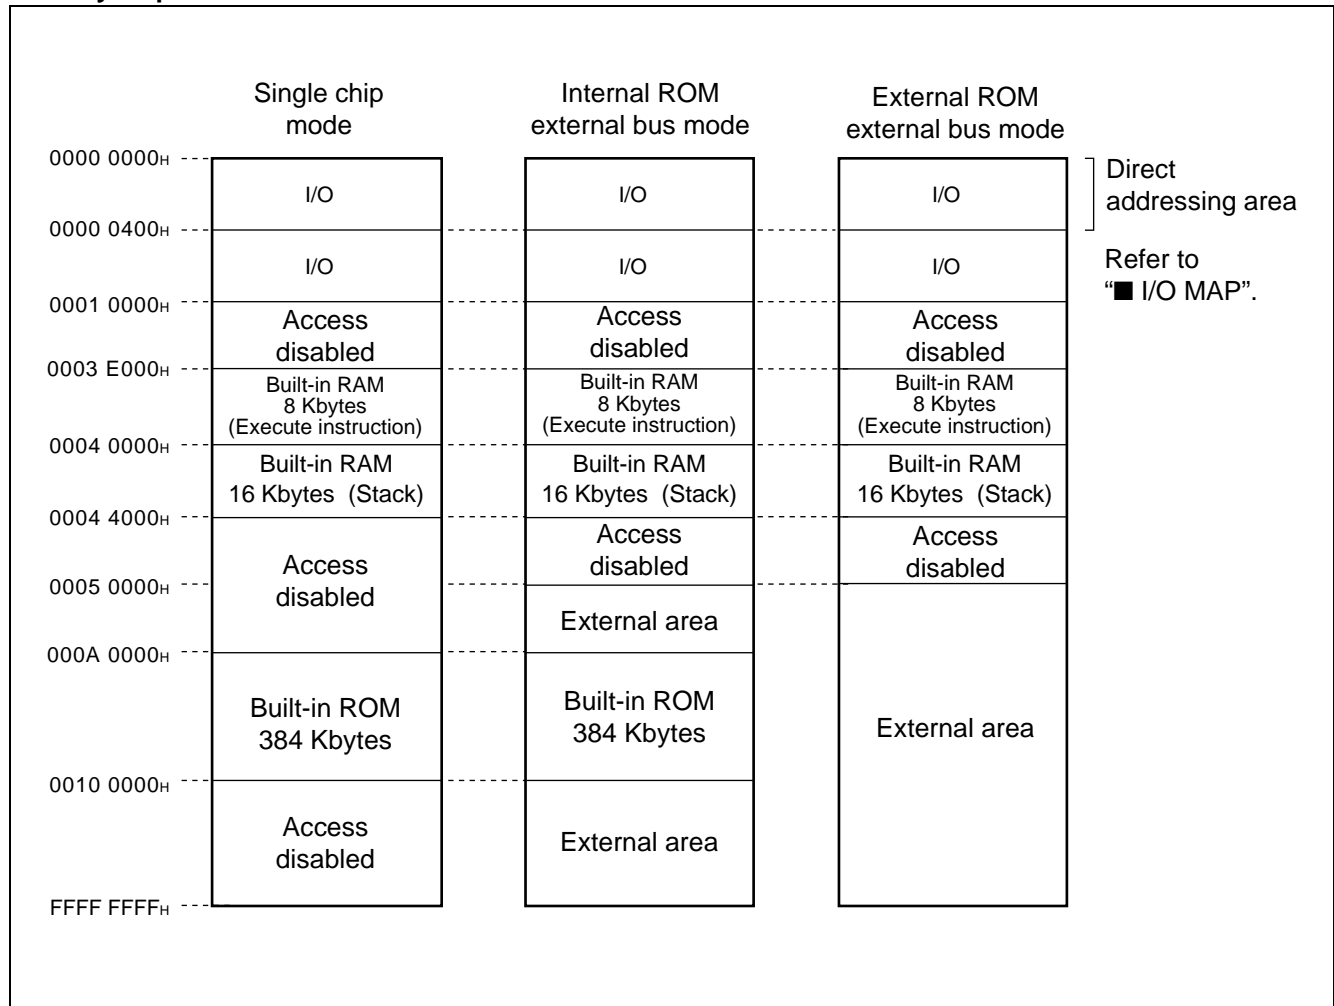 Single chip
mode
Internal ROM
external bus mode
External ROM
external bus mode
0000 0000H
I/O
I/O
I/O
Direct
addressing area
0000 0400H
I/O
I/O
I/O
Refer to
“■ I/O MAP”.
0001 0000H
Access
disabled
Access
disabled
Access
disabled
0003 E000H
Built-in RAM
8 Kbytes
(Execute instruction)
Built-in RAM
8 Kbytes
(Execute instruction)
Built-in RAM
8 Kbytes
(Execute instruction)
0004 0000H
Built-in RAM
16 Kbytes (Stack)
Built-in RAM
16 Kbytes (Stack)
Built-in RAM
16 Kbytes (Stack)
0004 4000H
Access
disabled
Access
disabled
Access
disabled
0005 0000H
External area
External area
000A 0000H
Built-in ROM
384 Kbytes
Built-in ROM
384 Kbytes
0010 0000H
Access
disabled
External area
FFFF FFFFH